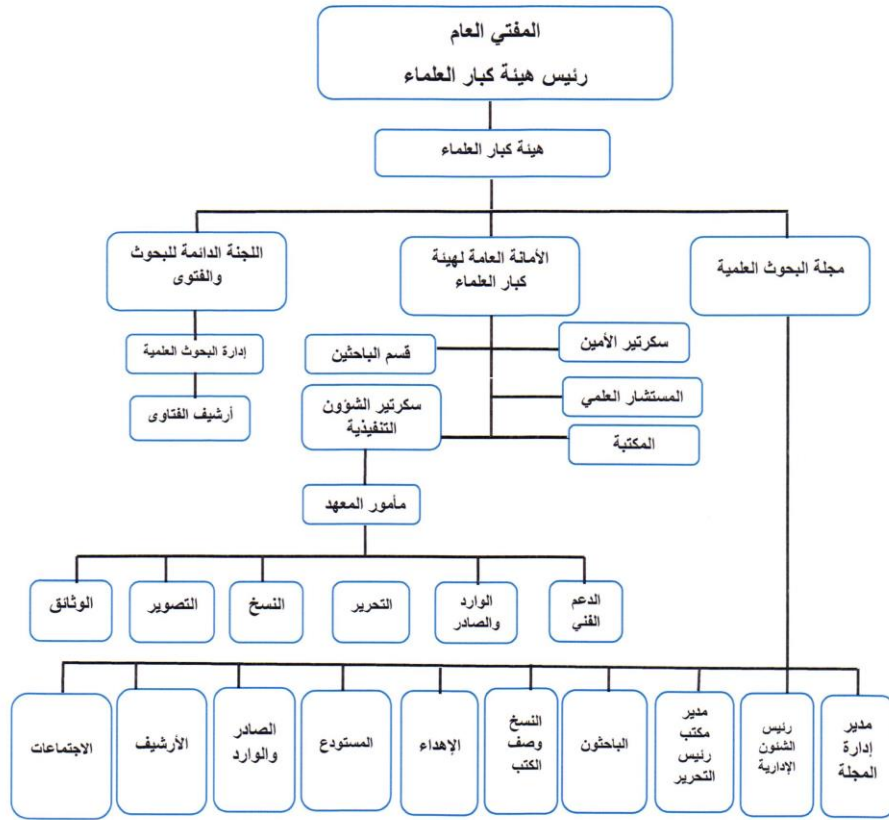 المفتي العام
رئيس هيئة كبار العلماء
هيئة كبار العلماء
مجلة البحوث العلمية
الأمانة العامة لهيئة
كبار العلماء
اللجنة الدائمة للبحوث
والفتوى
سكرتير الأمين
قسم الباحثين
إدارة البحوث العلمية
المستشار العلمي
سكرتير الشؤون
التنفيذية
أرشيف الفتاوى
المكتبة
مأمور المعهد
الدعم
الفني
الوارد
والصادر
التحرير
النسخ
التصوير
الوثائق
مدير
إدارة
المجلة
رئيس
الشئون
الإدارية
مدير
مكتب
رئيس
التحرير
الباحثون
النسخ
وصف
الكتب
الإهداء
المستودع
الصادر
والوارد
الأرشيف
الاجتماعات